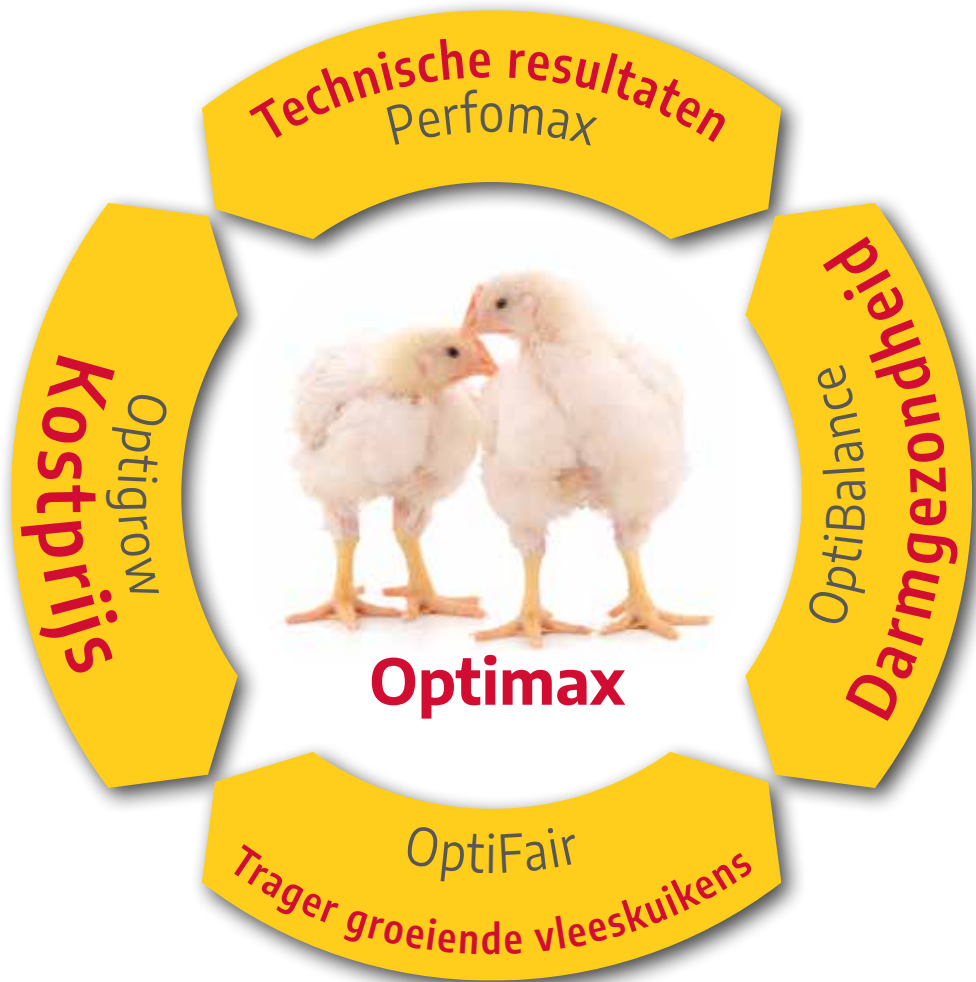 Technische resultaten
Perfomax
Darmgezondheid
OptiBalance
Kostprijs
Optigrow
Optimax
OptiFair
Trager groeiende vleeskuikens